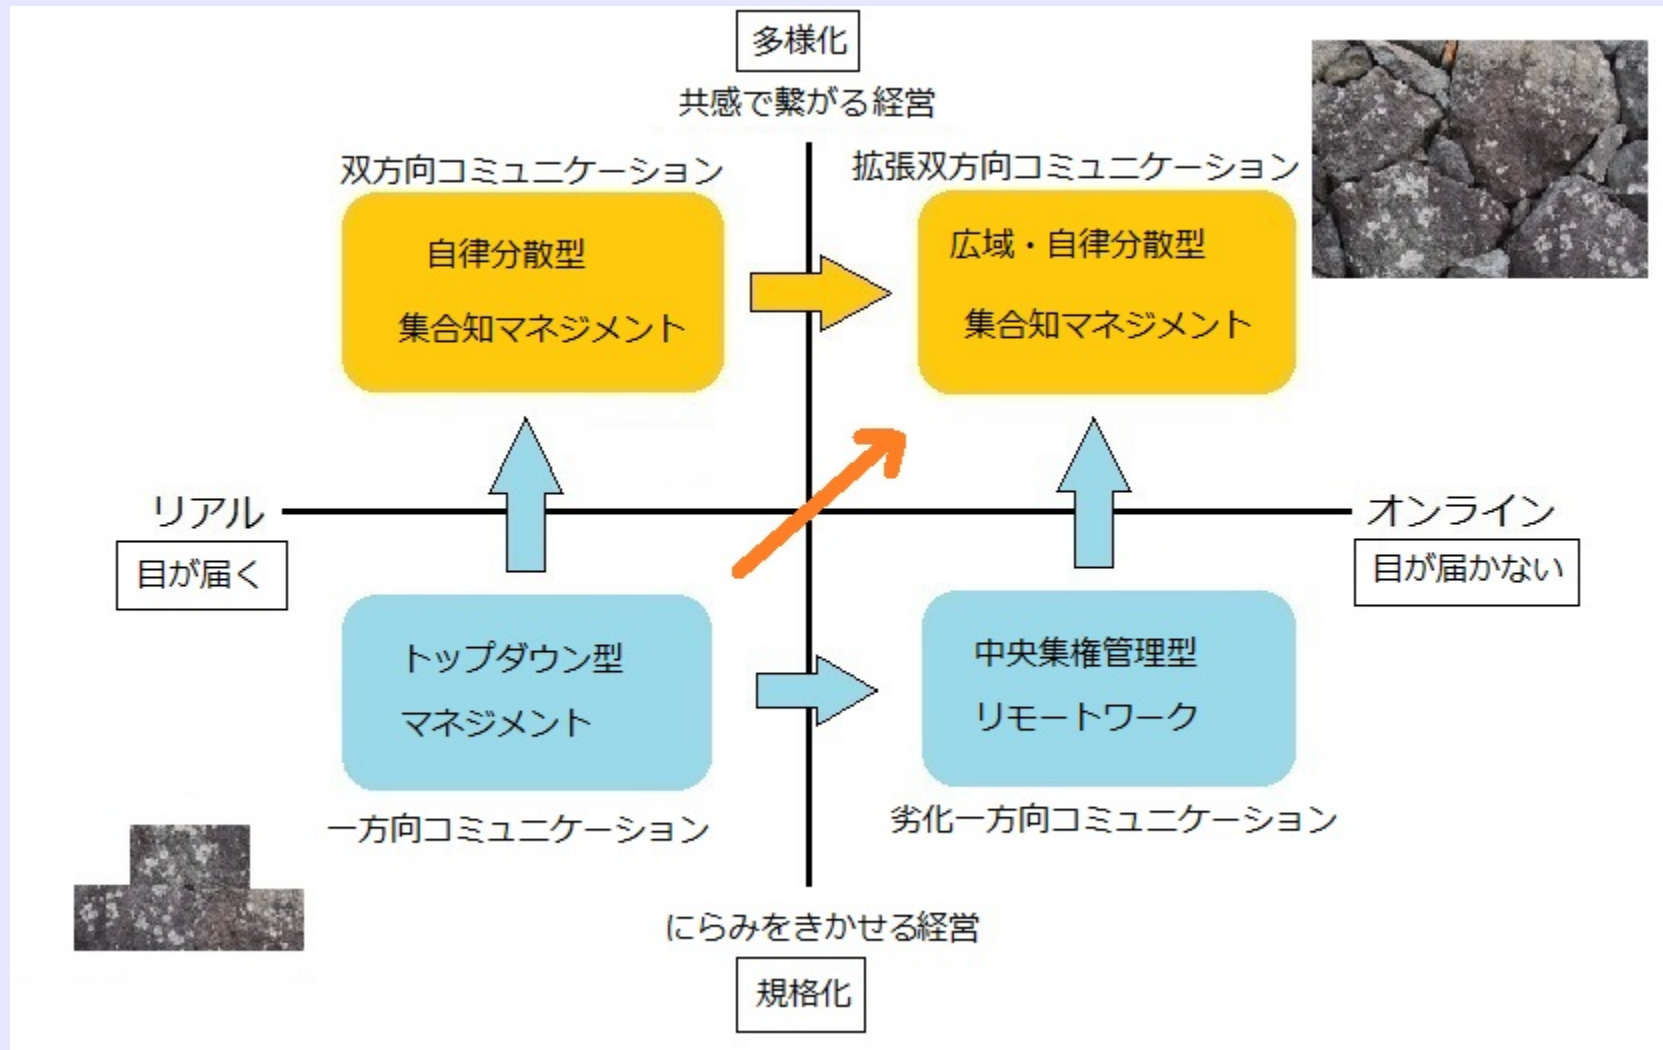 多様化
共感で繋がる経営
双方向コミュニケーション
拡張双方向コミュニケーション
自律分散型
集合知マネジメント
広域・自律分散型
集合知マネジメント
リアル
目が届く
オンライン
目が届かない
トップダウン型
マネジメント
中央集権管理型
リモートワーク
一方向コミュニケーション
劣化一方向コミュニケーション
にらみをきかせる経営
規格化